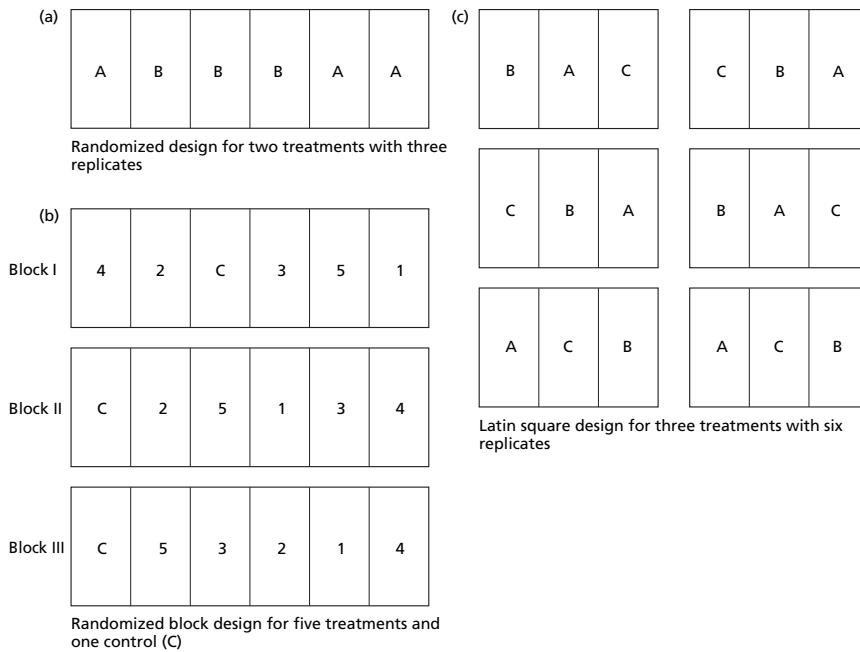 (a)
A B B B A A
Randomized design for two treatments with three
replicates
(b)
Block I 4 2 C 3 5 1
Block II C 2 5 1 3 4
Block III C 5 3 2 1 4
Randomized block design for five treatments and
one control (C)
(c)
B A C C B A
C B A B A C
A C B A C B
Latin square design for three treatments with six
replicates